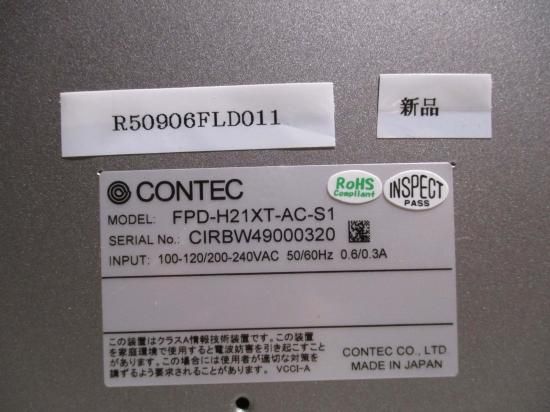 R50906FLD011
新品
CONTEC
RoHS
Compliant
INSPECT
PASS
MODEL: FPD-H21XT-AC-S1
SERIAL No.: CIRBW49000320
INPUT: 100-120/200-240VAC 50/60Hz 0.6/0.3A
この装置はクラスA情報技術装置です。この装置
を家庭環境で使用すると電波妨害を引き起こすこと
があります。この場合には使用者が適切な対策を
講ずるよう要求されることがあります。 VCCI-A
CONTEC CO., LTD.
MADE IN JAPAN